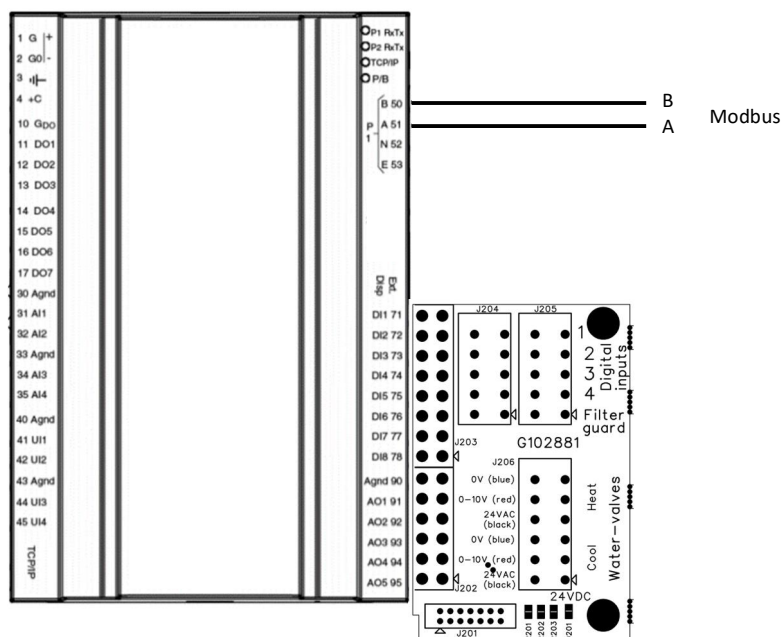 1 G +
2 G0 -
3
4 +C
10 GDO
11 DO1
12 DO2
13 DO3
14 DO4
15 DO5
16 DO6
17 DO7
30 Agnd
31 AI1
32 AI2
33 Agnd
34 AI3
35 AI4
40 Agnd
41 UI1
42 UI2
43 Agnd
44 UI3
45 UI4
TCP/IP
P1 RxTx
P2 RxTx
TCP/IP
P/B
P1
B 50
A 51
N 52
E 53
B
A
Modbus
Ext.
Disp
DI1 71
DI2 72
DI3 73
DI4 74
DI5 75
DI6 76
DI7 77
DI8 78
Agnd 90
AO1 91
AO2 92
AO3 93
AO4 94
AO5 95
J204
J205
1
2
3
4
Digital
inputs
Filter
guard
J203
G102881
J206
0V (blue)
0-10V (red)
24VAC
(black)
0V (blue)
0-10V (red)
24VAC
(black)
Heat
Cool
Water-valves
J202
24VDC
J201